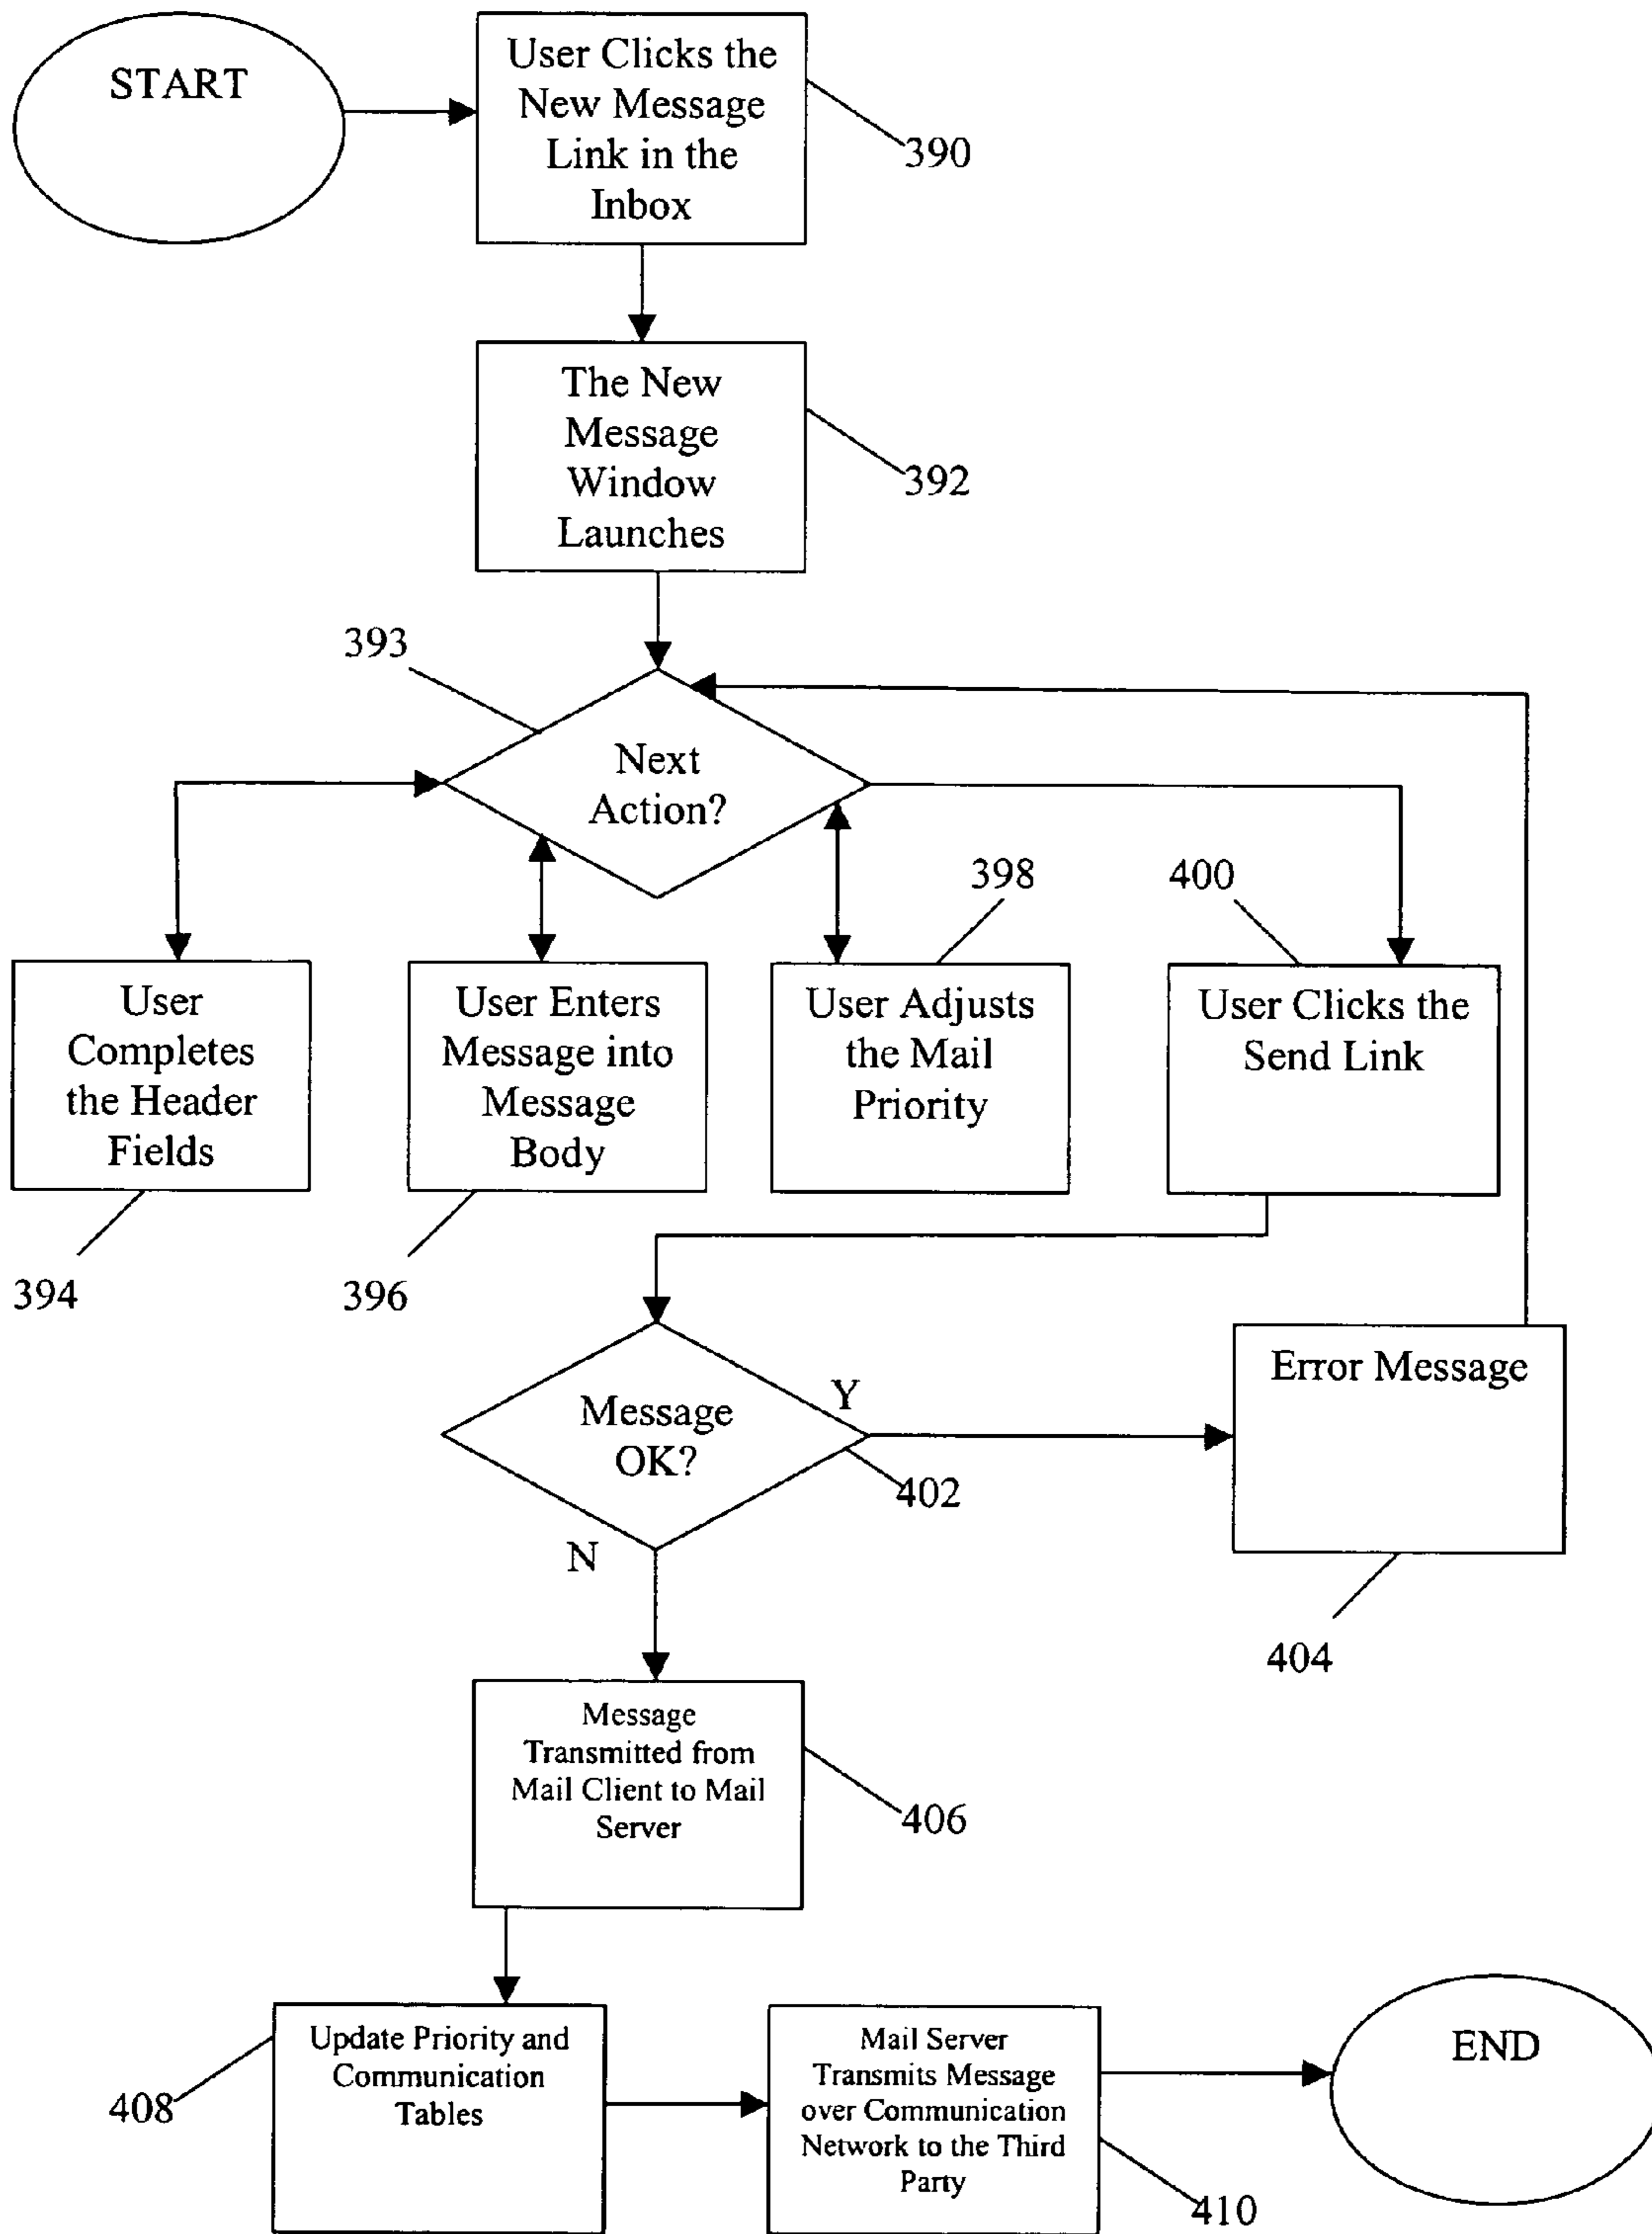 START
User Clicks the
New Message
Link in the
Inbox
390
The New
Message
Window
Launches
392
393
Next
Action?
398
400
User
Completes
the Header
Fields
User Enters
Message into
Message
Body
User Adjusts
the Mail
Priority
User Clicks the
Send Link
394
396
Message
OK?
Y
402
N
Error Message
404
Message
Transmitted from
Mail Client to Mail
Server
406
Update Priority and
Communication
Tables
408
Mail Server
Transmits Message
over Communication
Network to the Third
Party
410
END